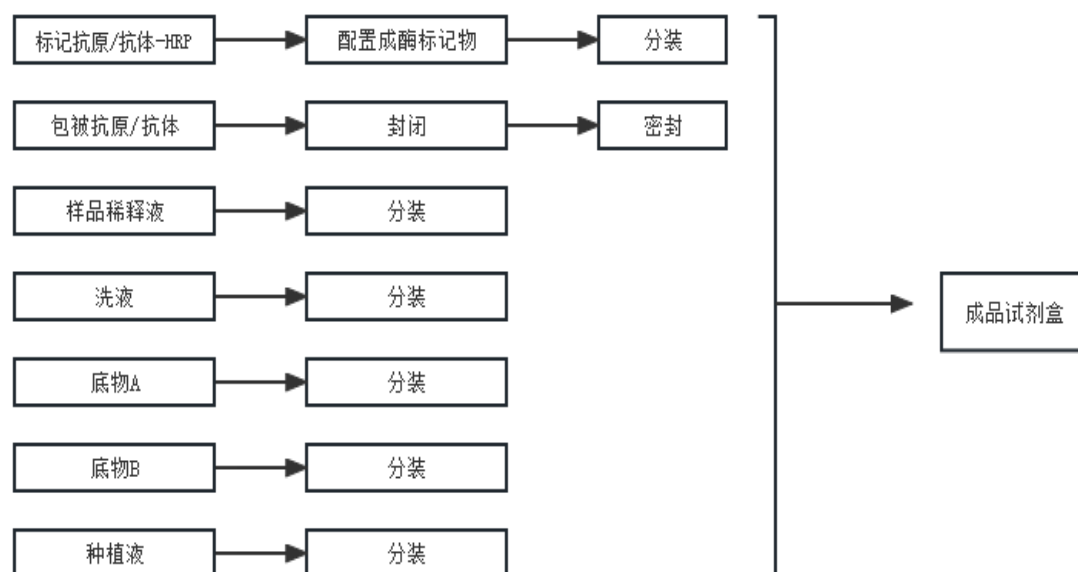 标记抗原/抗体-HRP
配置成酶标记物
分装
包被抗原/抗体
封闭
密封
样品稀释液
分装
洗液
分装
成品试剂盒
底物A
分装
底物B
分装
种植液
分装